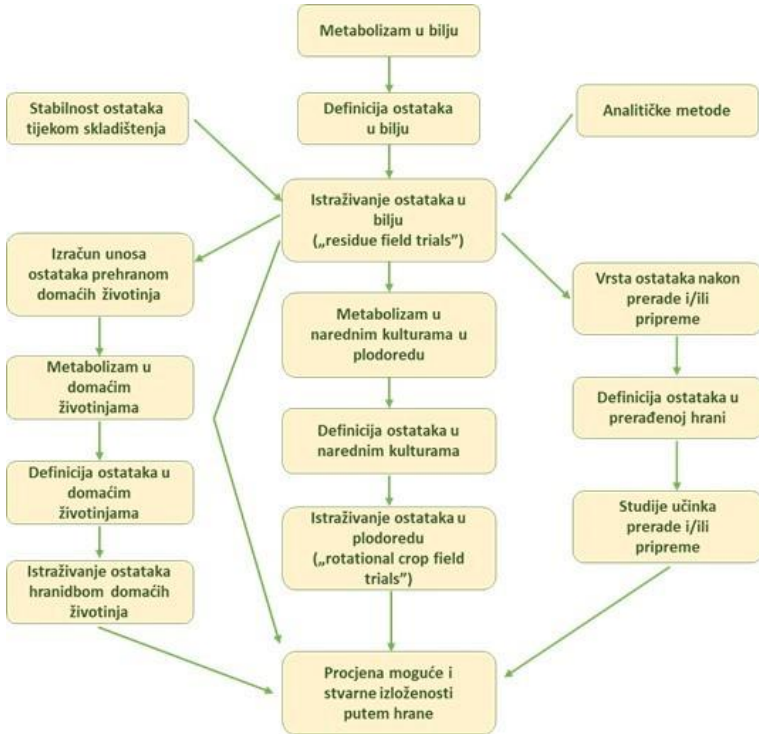 Metabolizam u bilju
Stabilnost ostataka
tijekom skladištenja
Definicija ostataka
u bilju
Analitičke metode
Istraživanje ostataka u
bilju
(„residue field trials”)
Izračun unosa
ostataka prehranom
domaćih životinja
Metabolizam u
narednim kulturama u
plodoredu
Vrsta ostataka nakon
prerade i/ili
pripreme
Metabolizam u
domaćim
životinjama
Definicija ostataka u
narednim kulturama
Definicija ostataka u
prerađenoj hrani
Definicija ostataka u
domaćim
životinjama
Istraživanje ostataka u
plodoredu
(„rotational crop field
trials”)
Studije učinka
prerade i/ili
pripreme
Istraživanje ostataka
hranidbom domaćih
životinja
Procjena moguće i
stvarne izloženosti
putem hrane